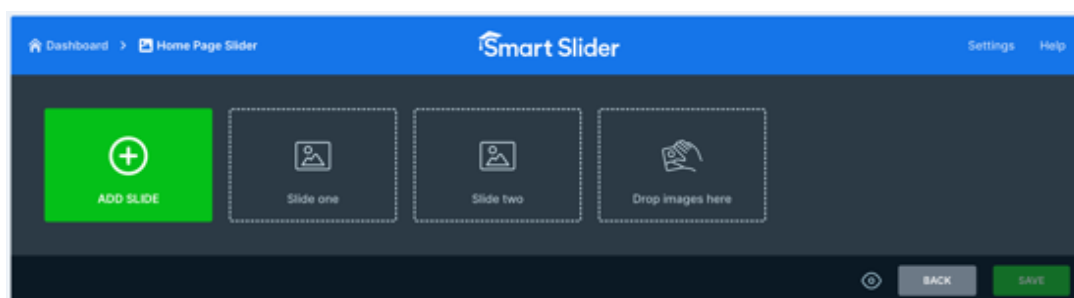 Dashboard > Home Page Slider
Smart Slider
Settings Help
ADD SLIDE
Slide one
Slide two
Drop images here
BACK
SAVE